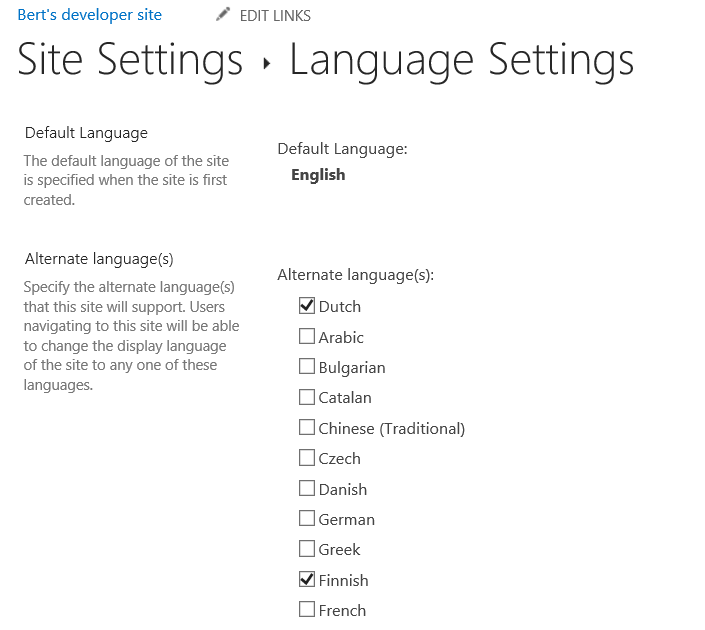 Bert's developer site EDIT LINKS
Site Settings ▸ Language Settings
Default Language
The default language of the site
is specified when the site is first
created.
Default Language:
English
Alternate language(s)
Specify the alternate language(s)
that this site will support. Users
navigating to this site will be able
to change the display language
of the site to any one of these
languages.
Alternate language(s):
Dutch
Arabic
Bulgarian
Catalan
Chinese (Traditional)
Czech
Danish
German
Greek
Finnish
French